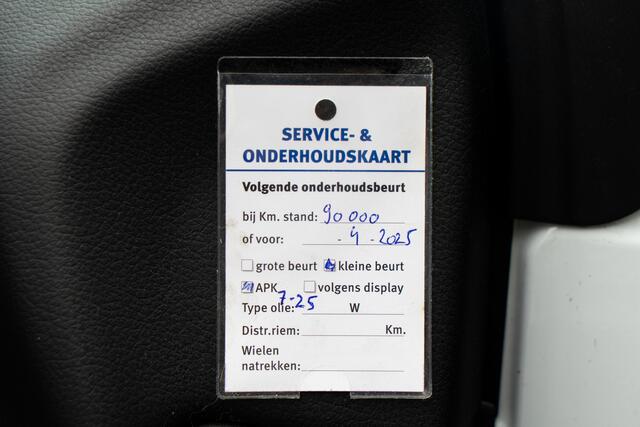 SERVICE- &
ONDERHOUDSKAART
Volgende onderhoudsbeurt
bij Km. stand: 90 000
of voor: - 4 - 2025
grote beurt kleine beurt
APK volgens display
7-25
Type olie: W
Distr.riem: Km.
Wielen
natrekken: